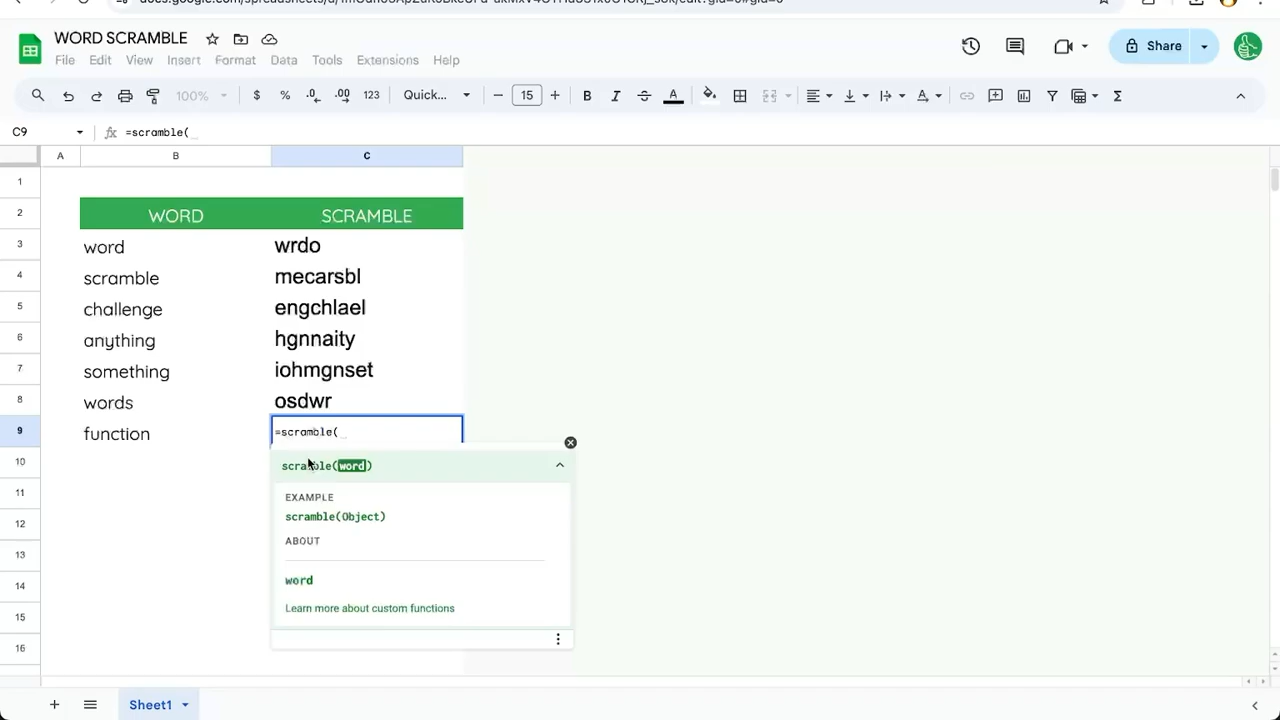 WORD SCRAMBLE
Share
File Edit View Insert Format Data Tools Extensions Help
100% $ % .0 .00 123 Quick... 15 B I A
C9 =scramble(
A B C
1
2 WORD SCRAMBLE
3 word wrdo
4 scramble mecarsbl
5 challenge engchlael
6 anything hgnnaity
7 something iohmgnset
8 words osdwr
9 function =scramble(
10 scramble(word)
11 EXAMPLE
12 scramble(Object)
13 ABOUT
14 word
15 Learn more about custom functions
16
Sheet1